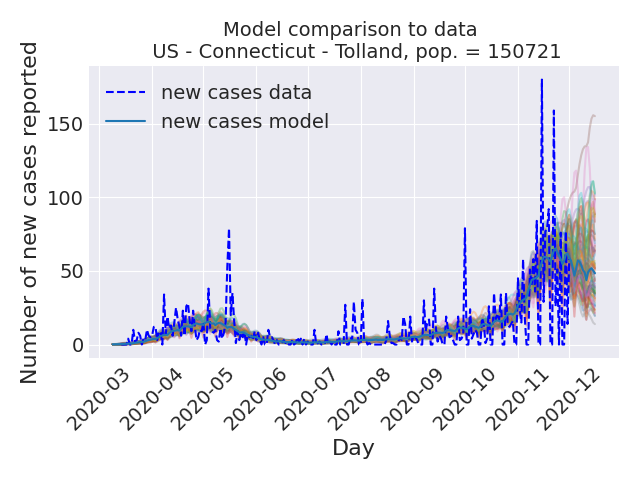 Model comparison to data
US - Connecticut - Tolland, pop. = 150721
Number of new cases reported
new cases data
new cases model
150
100
50
0
2020-03
2020-04
2020-05
2020-06
2020-07
2020-08
2020-09
2020-10
2020-11
2020-12
Day